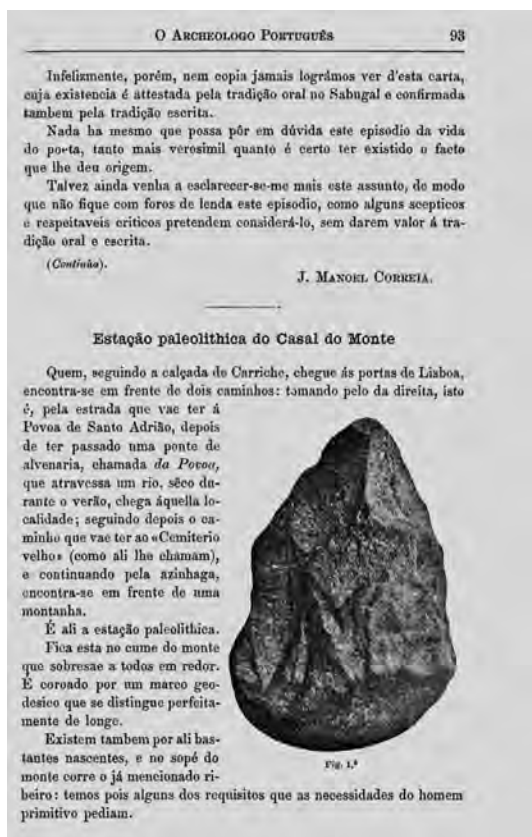 O ARCHEOLOGO PORTUGUÊS 93
Infelizmente, porém, nem copia jamais lográmos ver d'esta carta,
cuja existencia é attestada pela tradição oral no Sabugal e confirmada
tambem pela tradição escrita.
Nada ha mesmo que possa pôr em dúvida este episodio da vida
do poeta, tanto mais verosimil quanto é certo ter existido o facto
que lhe deu origem.
Talvez ainda venha a esclarecer-se-me mais este assunto, de modo
que não fique com foros de lenda este episodio, como alguns scepticos
e respeitaveis criticos pretendem considerá-lo, sem darem valor á tra-
dição oral e escrita.
(Continúa).
J. MANOEL CORREIA.
Estação paleolithica do Casal do Monte
Quem, seguindo a calçada de Carriche, chegue ás portas de Lisboa,
encontra-se em frente de dois caminhos: tomando pelo da direita, isto
é, pela estrada que vae ter á
Povoa de Santo Adrião, depois
de ter passado uma ponte de
alvenaria, chamada da Povoa,
que atravessa um rio, sêco du-
rante o verão, chega áquella lo-
calidade; seguindo depois o ca-
minho que vae ter ao «Cemiterio
velho» (como ali lhe chamam),
e continuando pela azinhaga,
encontra-se em frente de uma
montanha.
É ali a estação paleolithica.
Fica esta no cume do monte
que sobresae a todos em redor.
É coroado por um marco geo-
desico que se distingue perfeita-
mente de longe.
Existem tambem por ali bas-
tantes nascentes, e no sopé do
monte corre o já mencionado ri-
beiro: temos pois alguns dos requisitos que as necessidades do homem
primitivo pediam.
Fig. 1.ª